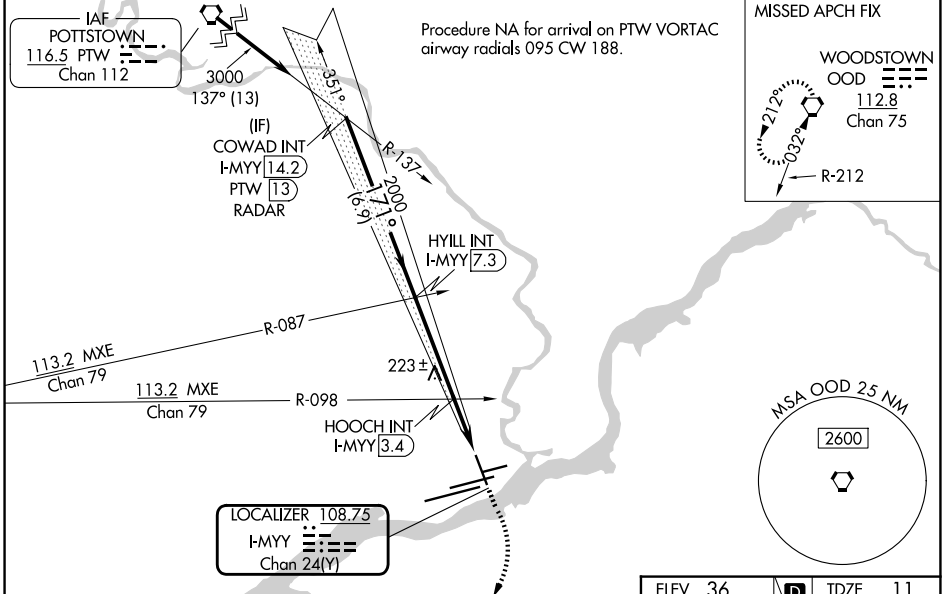 IAF
POTTSTOWN
116.5 PTW
Chan 112
3000
137° (13)
(IF)
COWAD INT
I-MYY 14.2
PTW 13
RADAR
Procedure NA for arrival on PTW VORTAC
airway radials 095 CW 188.
MISSED APCH FIX
WOODSTOWN
OOD
112.8
Chan 75
212°
032°
R-212
351°
R-137
2000
171°
(6.9)
HYILL INT
I-MYY 7.3
R-087
113.2 MXE
Chan 79
223±
113.2 MXE
Chan 79
R-098
HOOCH INT
I-MYY 3.4
LOCALIZER 108.75
I-MYY
Chan 24(Y)
MSA OOD 25 NM
2600
ELEV 36
D
TDZE 11